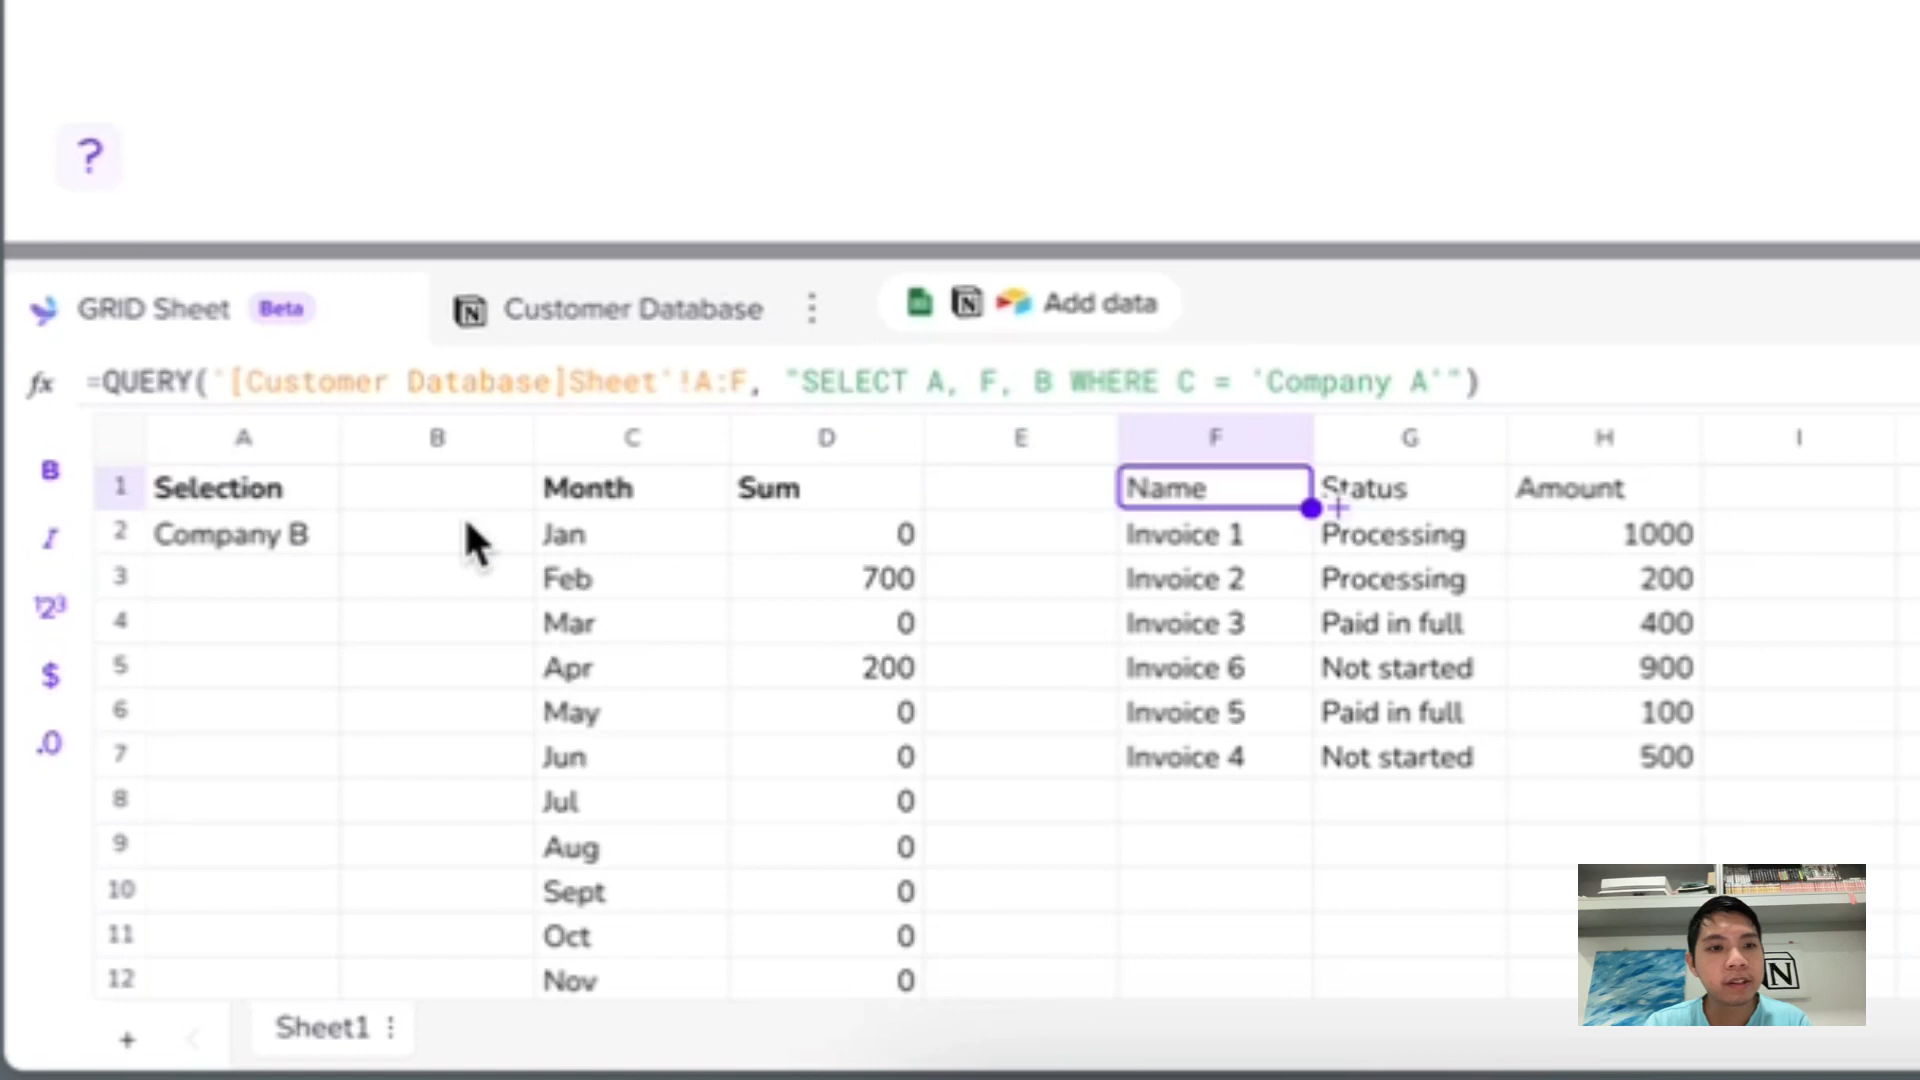 ?
GRID Sheet Beta Customer Database Add data
fx =QUERY(`[Customer Database]Sheet`!A:F, "SELECT A, F, B WHERE C = 'Company A'")
A B C D E F G H I
B 1 Selection Month Sum Name Status Amount
I 2 Company B Jan 0 Invoice 1 Processing 1000
123 3 Feb 700 Invoice 2 Processing 200
4 Mar 0 Invoice 3 Paid in full 400
$ 5 Apr 200 Invoice 6 Not started 900
6 May 0 Invoice 5 Paid in full 100
.0 7 Jun 0 Invoice 4 Not started 500
8 Jul 0
9 Aug 0
10 Sept 0
11 Oct 0
12 Nov 0
+ Sheet1